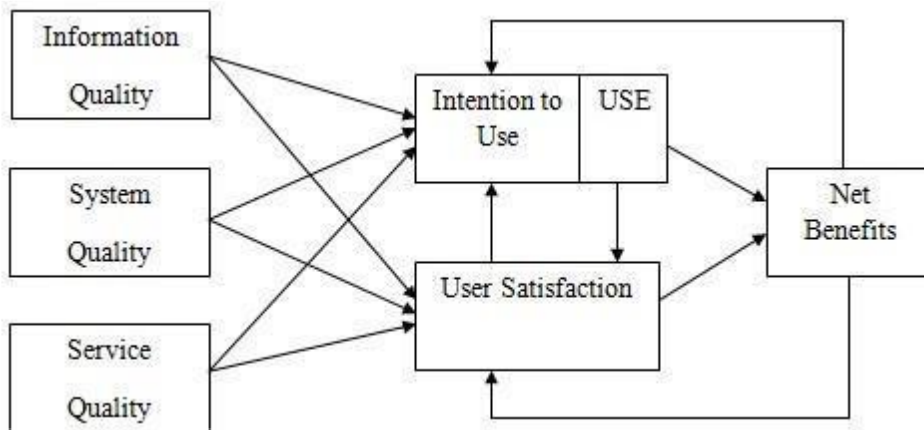 Information
Quality
Intention to
Use
USE
System
Quality
Net
Benefits
User Satisfaction
Service
Quality